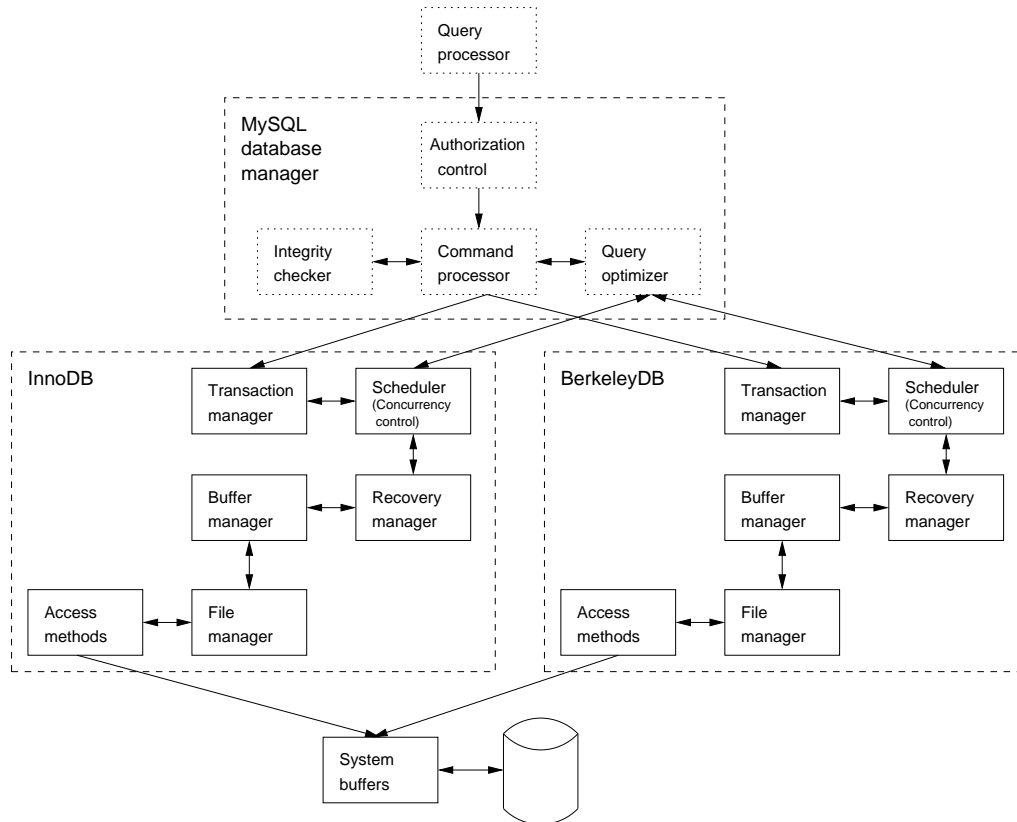 Query
processor
MySQL
database
manager
Authorization
control
Integrity
checker
Command
processor
Query
optimizer
InnoDB
Transaction
manager
Scheduler
(Concurrency
control)
Buffer
manager
Recovery
manager
Access
methods
File
manager
BerkeleyDB
Transaction
manager
Scheduler
(Concurrency
control)
Buffer
manager
Recovery
manager
Access
methods
File
manager
System
buffers